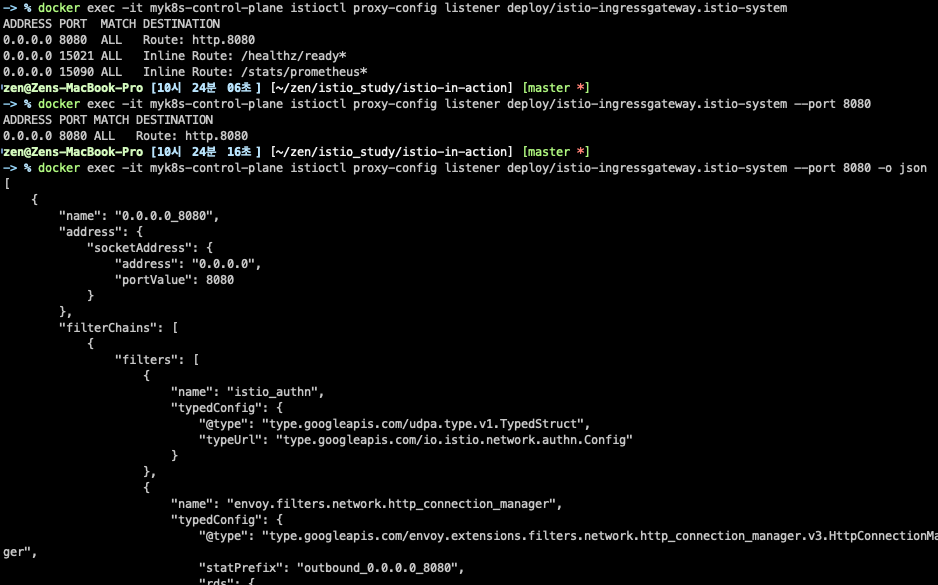 -> % docker exec -it myk8s-control-plane istioctl proxy-config listener deploy/istio-ingressgateway.istio-system
ADDRESS PORT  MATCH DESTINATION
0.0.0.0 8080  ALL   Route: http.8080
0.0.0.0 15021 ALL   Inline Route: /healthz/ready*
0.0.0.0 15090 ALL   Inline Route: /stats/prometheus*
zen@Zens-MacBook-Pro [10시 24분 06초] [~/zen/istio_study/istio-in-action] [master *]
-> % docker exec -it myk8s-control-plane istioctl proxy-config listener deploy/istio-ingressgateway.istio-system --port 8080
ADDRESS PORT MATCH DESTINATION
0.0.0.0 8080 ALL   Route: http.8080
zen@Zens-MacBook-Pro [10시 24분 16초] [~/zen/istio_study/istio-in-action] [master *]
-> % docker exec -it myk8s-control-plane istioctl proxy-config listener deploy/istio-ingressgateway.istio-system --port 8080 -o json
[
    {
        "name": "0.0.0.0_8080",
        "address": {
            "socketAddress": {
                "address": "0.0.0.0",
                "portValue": 8080
            }
        },
        "filterChains": [
            {
                "filters": [
                    {
                        "name": "istio_authn",
                        "typedConfig": {
                            "@type": "type.googleapis.com/udpa.type.v1.TypedStruct",
                            "typeUrl": "type.googleapis.com/io.istio.network.authn.Config"
                        }
                    },
                    {
                        "name": "envoy.filters.network.http_connection_manager",
                        "typedConfig": {
                            "@type": "type.googleapis.com/envoy.extensions.filters.network.http_connection_manager.v3.HttpConnectionMa
ger",
                            "statPrefix": "outbound_0.0.0.0_8080",
                            "rds": {